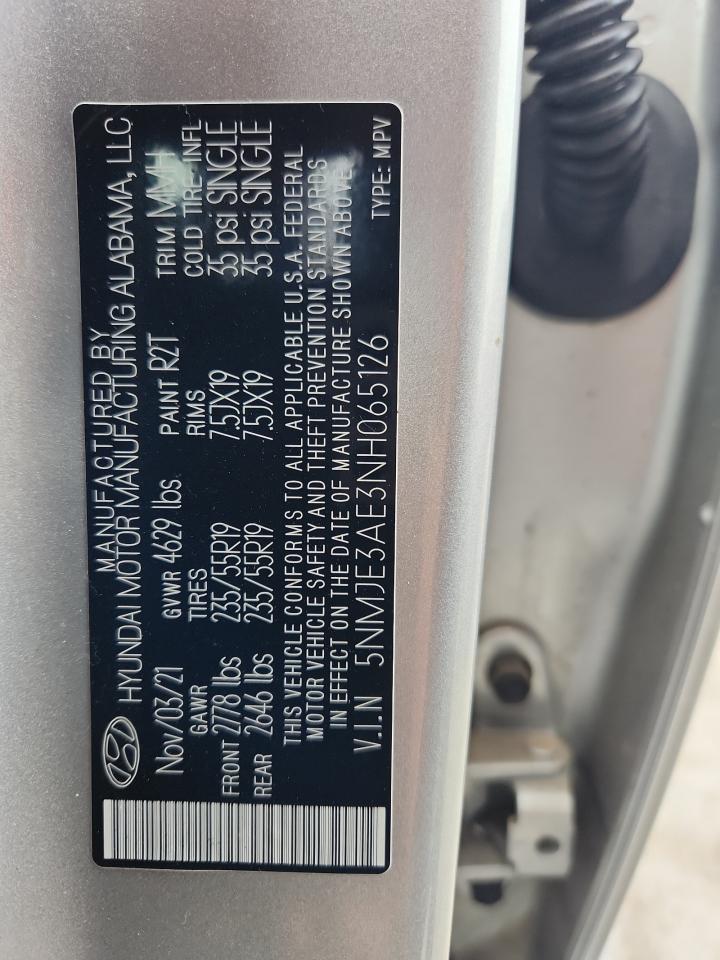 MANUFACTURED BY
HYUNDAI MOTOR MANUFACTURING ALABAMA, LLC
Nov/03/21 GVWR 4629 lbs PAINT R2T TRIM MMH
GAWR TIRES RIMS COLD TIRE INFL
FRONT 2778 lbs 235/55R19 7.5JX19 35 psi SINGLE
REAR 2646 lbs 235/55R19 7.5JX19 35 psi SINGLE
THIS VEHICLE CONFORMS TO ALL APPLICABLE U.S.A. FEDERAL
MOTOR VEHICLE SAFETY AND THEFT PREVENTION STANDARDS
IN EFFECT ON THE DATE OF MANUFACTURE SHOWN ABOVE.
V.I.N 5NMJE3AE3NH065126 TYPE: MPV